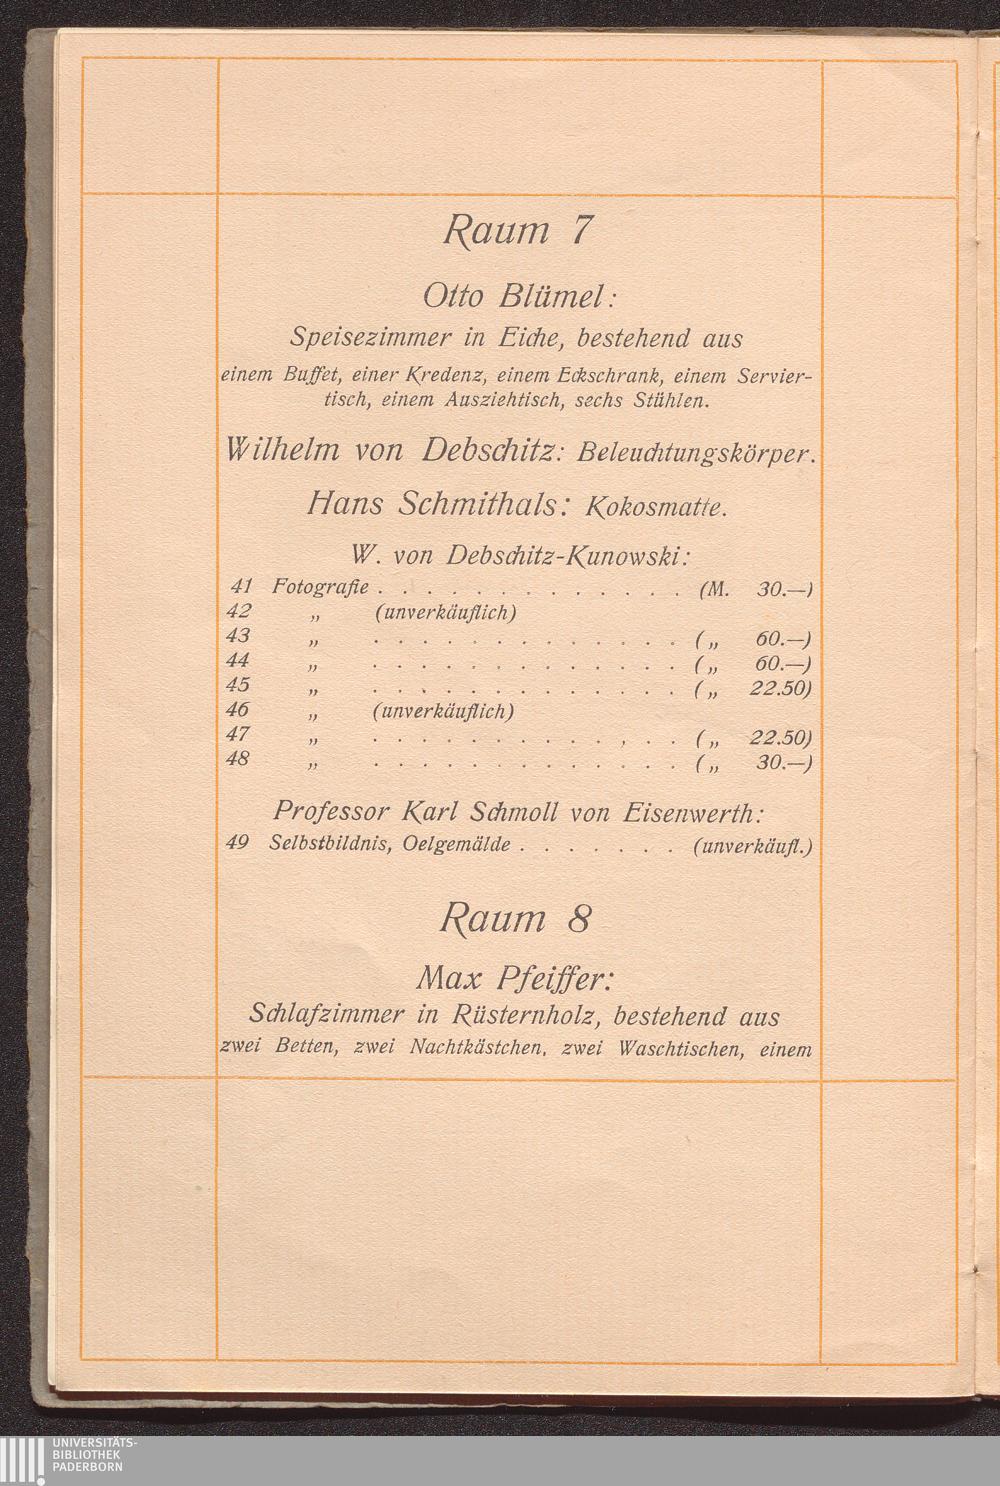 Raum 7
Otto Blümel:
Speisezimmer in Eiche, bestehend aus
einem Buffet, einer Kredenz, einem Eckschrank, einem Servier-
tisch, einem Ausziehtisch, sechs Stühlen.
Wilhelm von Debschitz: Beleuchtungskörper.
Hans Schmithals: Kokosmatte.
W. von Debschitz-Kunowski:
41 Fotografie . . . . . . . . . . . . . (M. 30.—)
42 „ (unverkäuflich)
43 „ . . . . . . . . . . . . . („ 60.—)
44 „ . . . . . . . . . . . . . („ 60.—)
45 „ . . . . . . . . . . . . . („ 22.50)
46 „ (unverkäuflich)
47 „ . . . . . . . . . . , . . („ 22.50)
48 „ . . . . . . . . . . . . . („ 30.—)
Professor Karl Schmoll von Eisenwerth:
49 Selbstbildnis, Oelgemälde . . . . . . . (unverkäufl.)
Raum 8
Max Pfeiffer:
Schlafzimmer in Rüsternholz, bestehend aus
zwei Betten, zwei Nachtkästchen, zwei Waschtischen, einem
UNIVERSITÄTS-
BIBLIOTHEK
PADERBORN